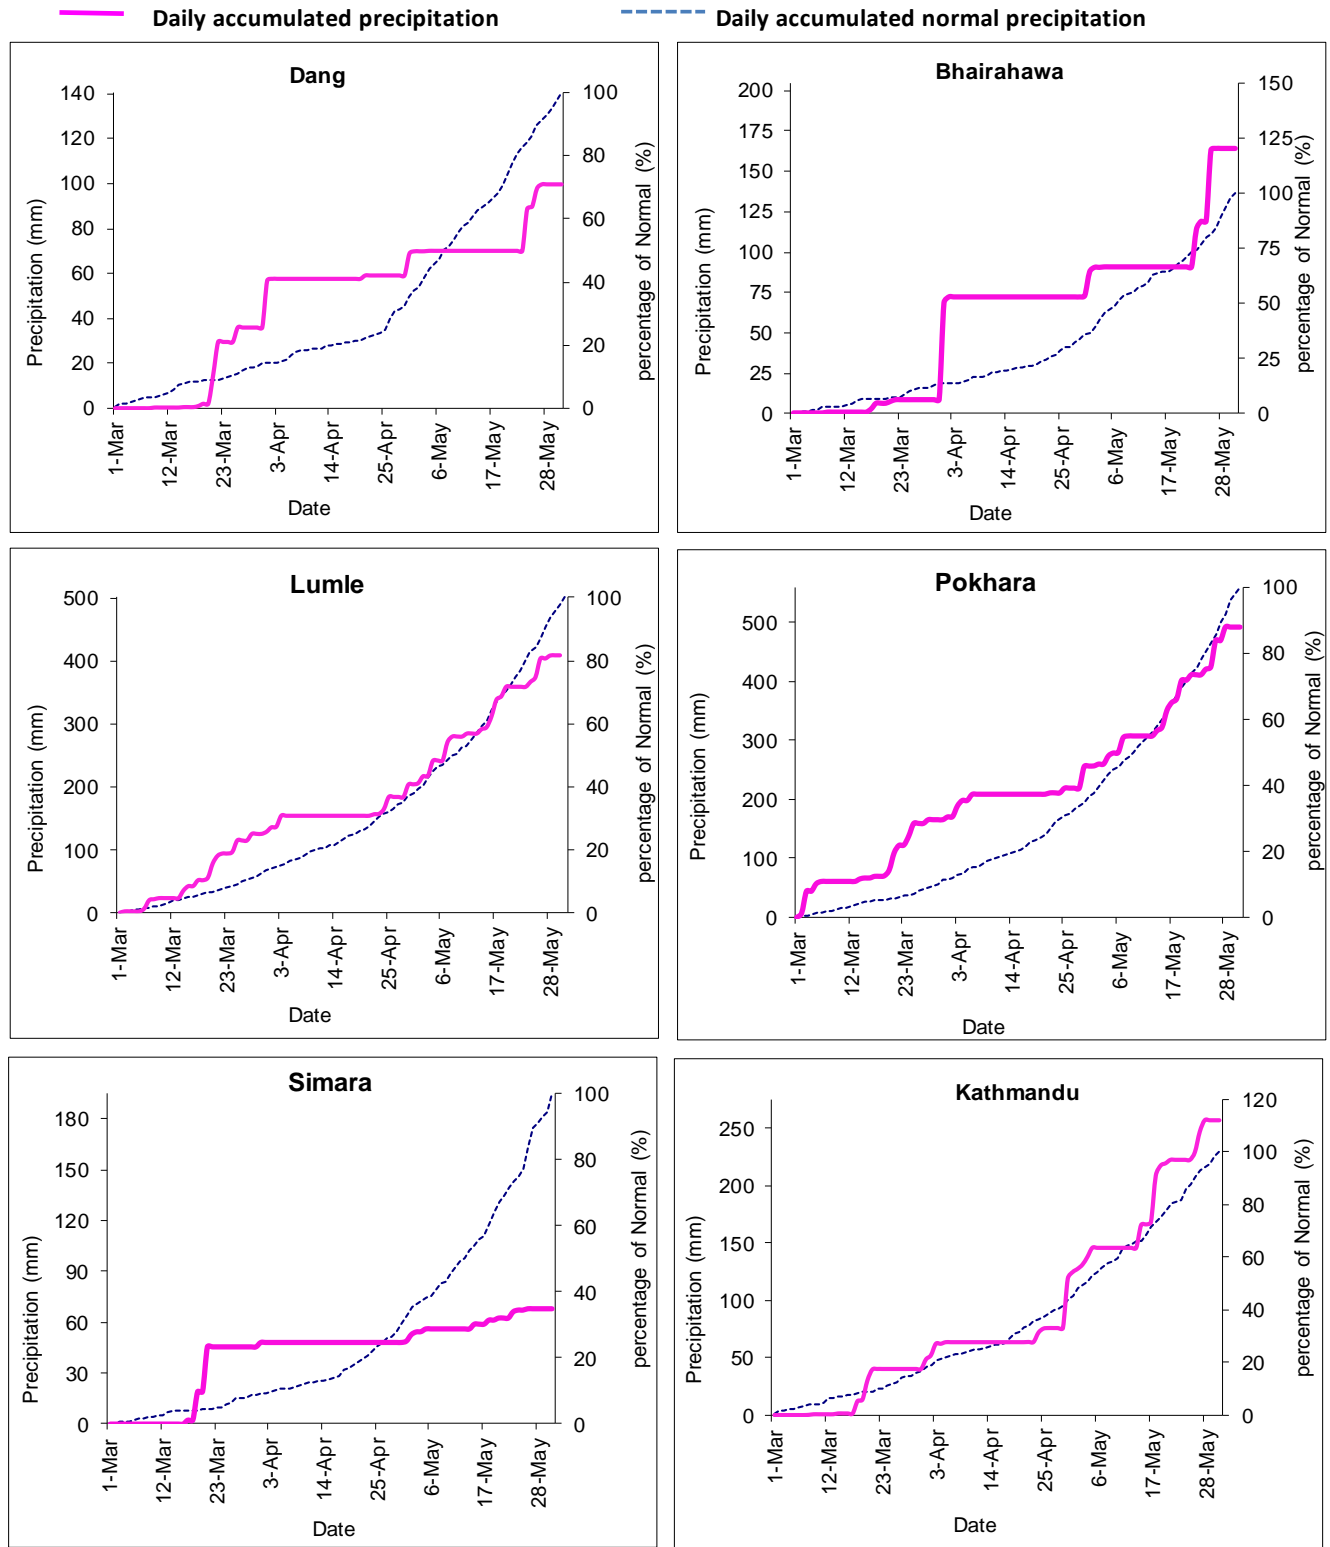 Daily accumulated precipitation Daily accumulated normal precipitation
Dang
Precipitation (mm)
140
120
100
80
60
40
20
0
100
80
60
40
20
0
percentage of Normal (%)
1-Mar 12-Mar 23-Mar 3-Apr 14-Apr 25-Apr 6-May 17-May 28-May
Date
Bhairahawa
Precipitation (mm)
200
175
150
125
100
75
50
25
0
150
120
100
75
50
25
0
percentage of Normal (%)
1-Mar 12-Mar 23-Mar 3-Apr 14-Apr 25-Apr 6-May 17-May 28-May
Date
Lumle
Precipitation (mm)
500
400
300
200
100
0
100
80
60
40
20
0
percentage of Normal (%)
1-Mar 12-Mar 23-Mar 3-Apr 14-Apr 25-Apr 6-May 17-May 28-May
Date
Pokhara
Precipitation (mm)
500
400
300
200
100
0
100
80
60
40
20
0
percentage of Normal (%)
1-Mar 12-Mar 23-Mar 3-Apr 14-Apr 25-Apr 6-May 17-May 28-May
Date
Simara
Precipitation (mm)
180
150
120
90
60
30
0
100
80
60
40
20
0
percentage of Normal (%)
1-Mar 12-Mar 23-Mar 3-Apr 14-Apr 25-Apr 6-May 17-May 28-May
Date
Kathmandu
Precipitation (mm)
250
200
150
100
50
0
120
100
80
60
40
20
0
percentage of Normal (%)
1-Mar 12-Mar 23-Mar 3-Apr 14-Apr 25-Apr 6-May 17-May 28-May
Date